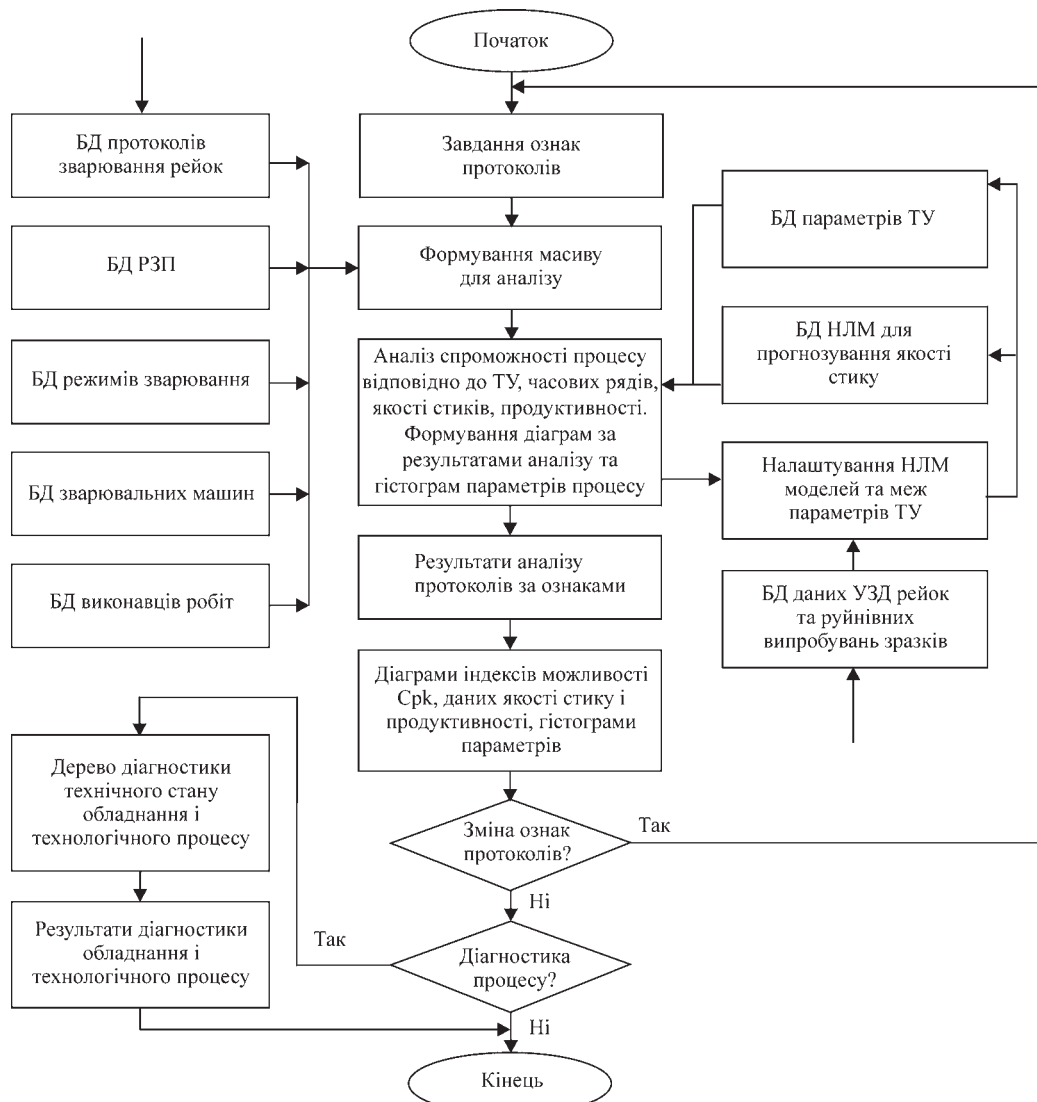 Початок
БД протоколів
зварювання рейок
Завдання ознак
протоколів
БД параметрів ТУ
БД РЗП
Формування масиву
для аналізу
БД НЛМ для
прогнозування якості
стику
БД режимів зварювання
Аналіз спроможності процесу
відповідно до ТУ, часових рядів,
якості стиків, продуктивності.
Формування діаграм за
результатами аналізу та
гістограм параметрів процесу
БД зварювальних машин
Налаштування НЛМ
моделей та меж
параметрів ТУ
БД виконавців робіт
Результати аналізу
протоколів за ознаками
БД даних УЗД рейок
та руйнівних
випробувань зразків
Діаграми індексів можливості
Cpk, даних якості стику і
продуктивності, гістограми
параметрів
Дерево діагностики
технічного стану
обладнання і
технологічного процесу
Зміна ознак
протоколів?
Так
Ні
Результати діагностики
обладнання і
технологічного процесу
Так
Діагностика
процесу?
Ні
Кінець